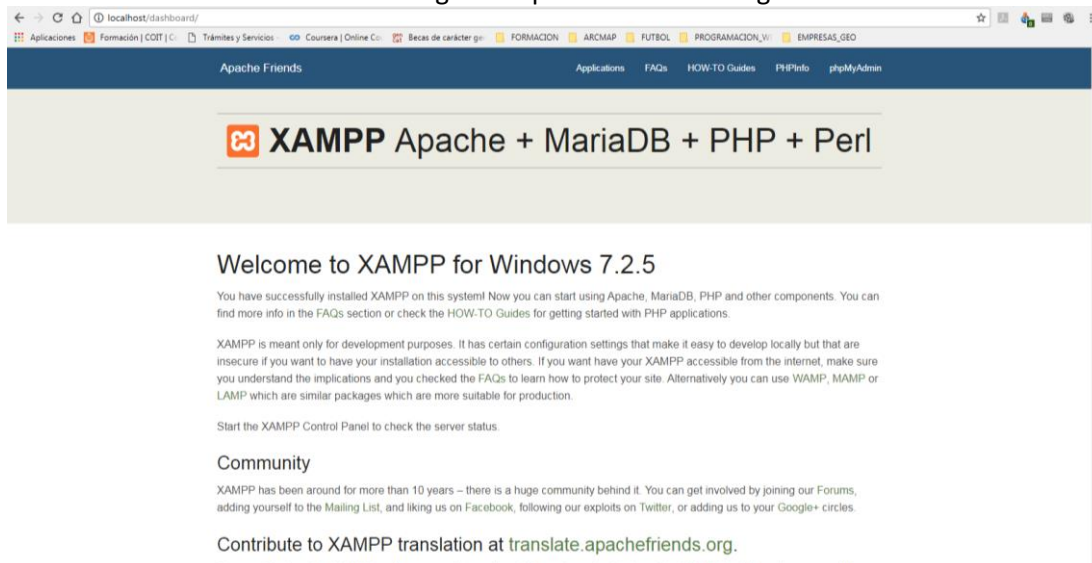 localhost/dashboard/
Aplicaciones Formación | COIT | C Trámites y Servicios Coursera | Online Co Becas de carácter ge FORMACION ARCMAP FUTBOL PROGRAMACION_W EMPRESAS_GEO
Apache Friends Applications FAQs HOW-TO Guides PHPInfo phpMyAdmin
XAMPP Apache + MariaDB + PHP + Perl
Welcome to XAMPP for Windows 7.2.5
You have successfully installed XAMPP on this system! Now you can start using Apache, MariaDB, PHP and other components. You can
find more info in the FAQs section or check the HOW-TO Guides for getting started with PHP applications.
XAMPP is meant only for development purposes. It has certain configuration settings that make it easy to develop locally but that are
insecure if you want to have your installation accessible to others. If you want have your XAMPP accessible from the internet, make sure
you understand the implications and you checked the FAQs to learn how to protect your site. Alternatively you can use WAMP, MAMP or
LAMP which are similar packages which are more suitable for production.
Start the XAMPP Control Panel to check the server status.
Community
XAMPP has been around for more than 10 years – there is a huge community behind it. You can get involved by joining our Forums,
adding yourself to the Mailing List, and liking us on Facebook, following our exploits on Twitter, or adding us to your Google+ circles.
Contribute to XAMPP translation at translate.apachefriends.org.